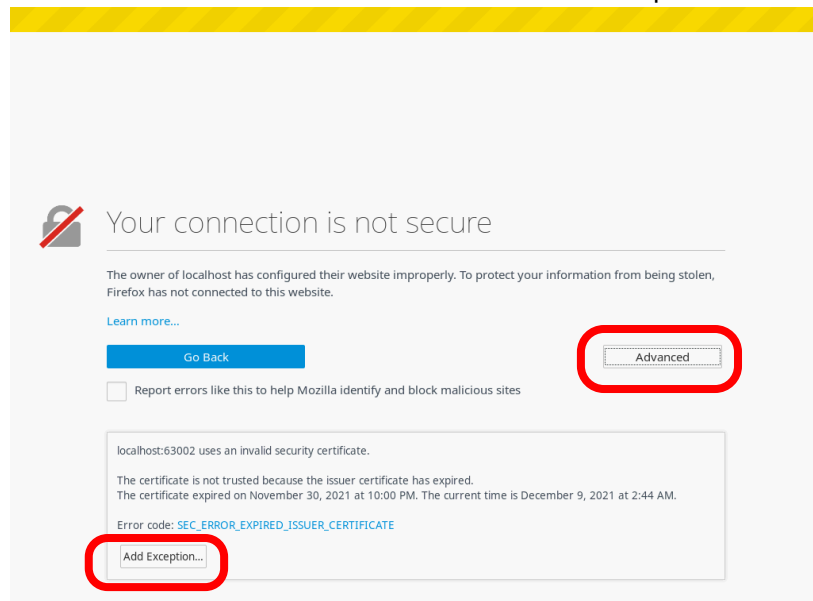 Your connection is not secure
The owner of localhost has configured their website improperly. To protect your information from being stolen,
Firefox has not connected to this website.
Learn more...
Go Back
Advanced
Report errors like this to help Mozilla identify and block malicious sites
localhost:63002 uses an invalid security certificate.
The certificate is not trusted because the issuer certificate has expired.
The certificate expired on November 30, 2021 at 10:00 PM. The current time is December 9, 2021 at 2:44 AM.
Error code: SEC_ERROR_EXPIRED_ISSUER_CERTIFICATE
Add Exception...